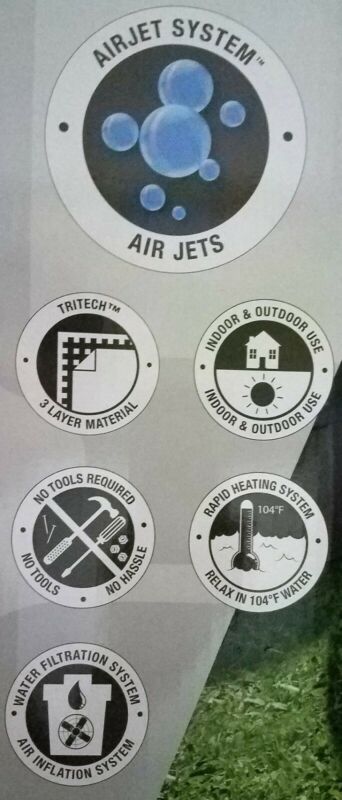 AIRJET SYSTEM™
AIR JETS
TRITECH™
3 LAYER MATERIAL
INDOOR & OUTDOOR USE
INDOOR & OUTDOOR USE
NO TOOLS REQUIRED
NO TOOLS
NO HASSLE
RAPID HEATING SYSTEM
104°F
RELAX IN 104°F WATER
WATER FILTRATION SYSTEM
AIR INFLATION SYSTEM